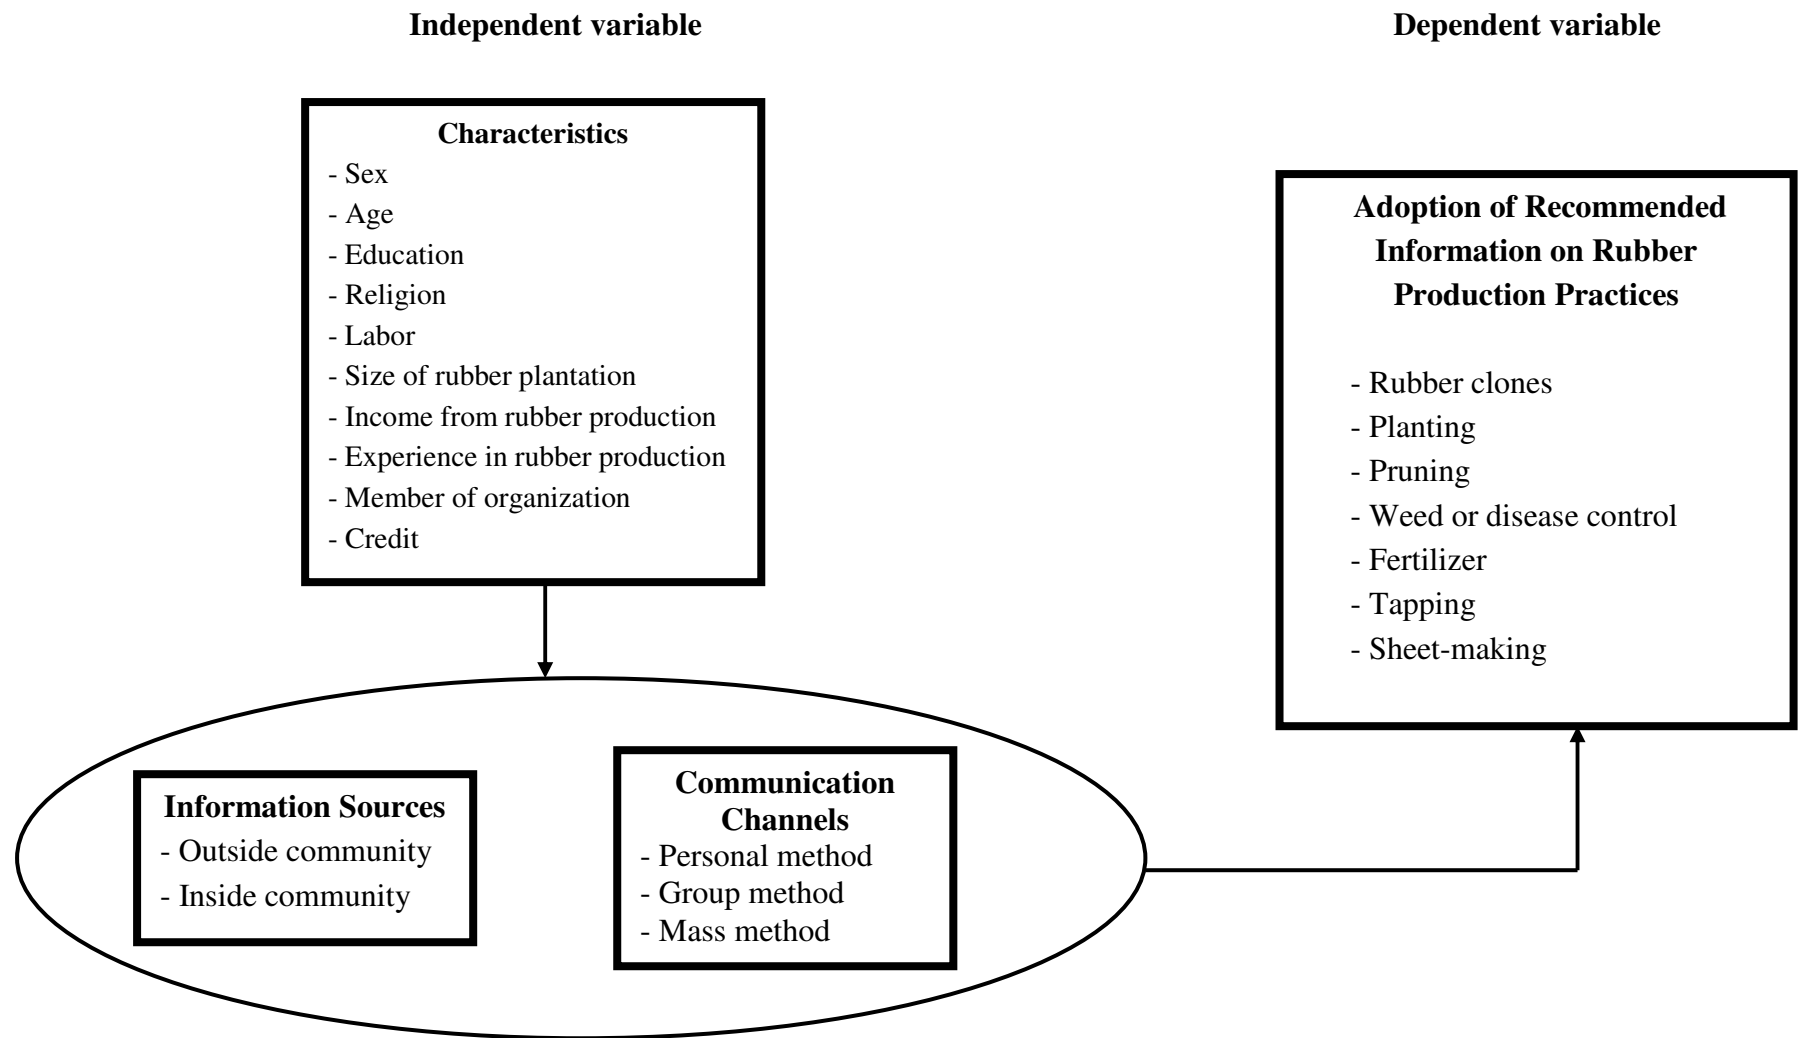 Independent variable
Dependent variable
Characteristics
- Sex
- Age
- Education
- Religion
- Labor
- Size of rubber plantation
- Income from rubber production
- Experience in rubber production
- Member of organization
- Credit
Adoption of Recommended
Information on Rubber
Production Practices
- Rubber clones
- Planting
- Pruning
- Weed or disease control
- Fertilizer
- Tapping
- Sheet-making
Information Sources
- Outside community
- Inside community
Communication
Channels
- Personal method
- Group method
- Mass method